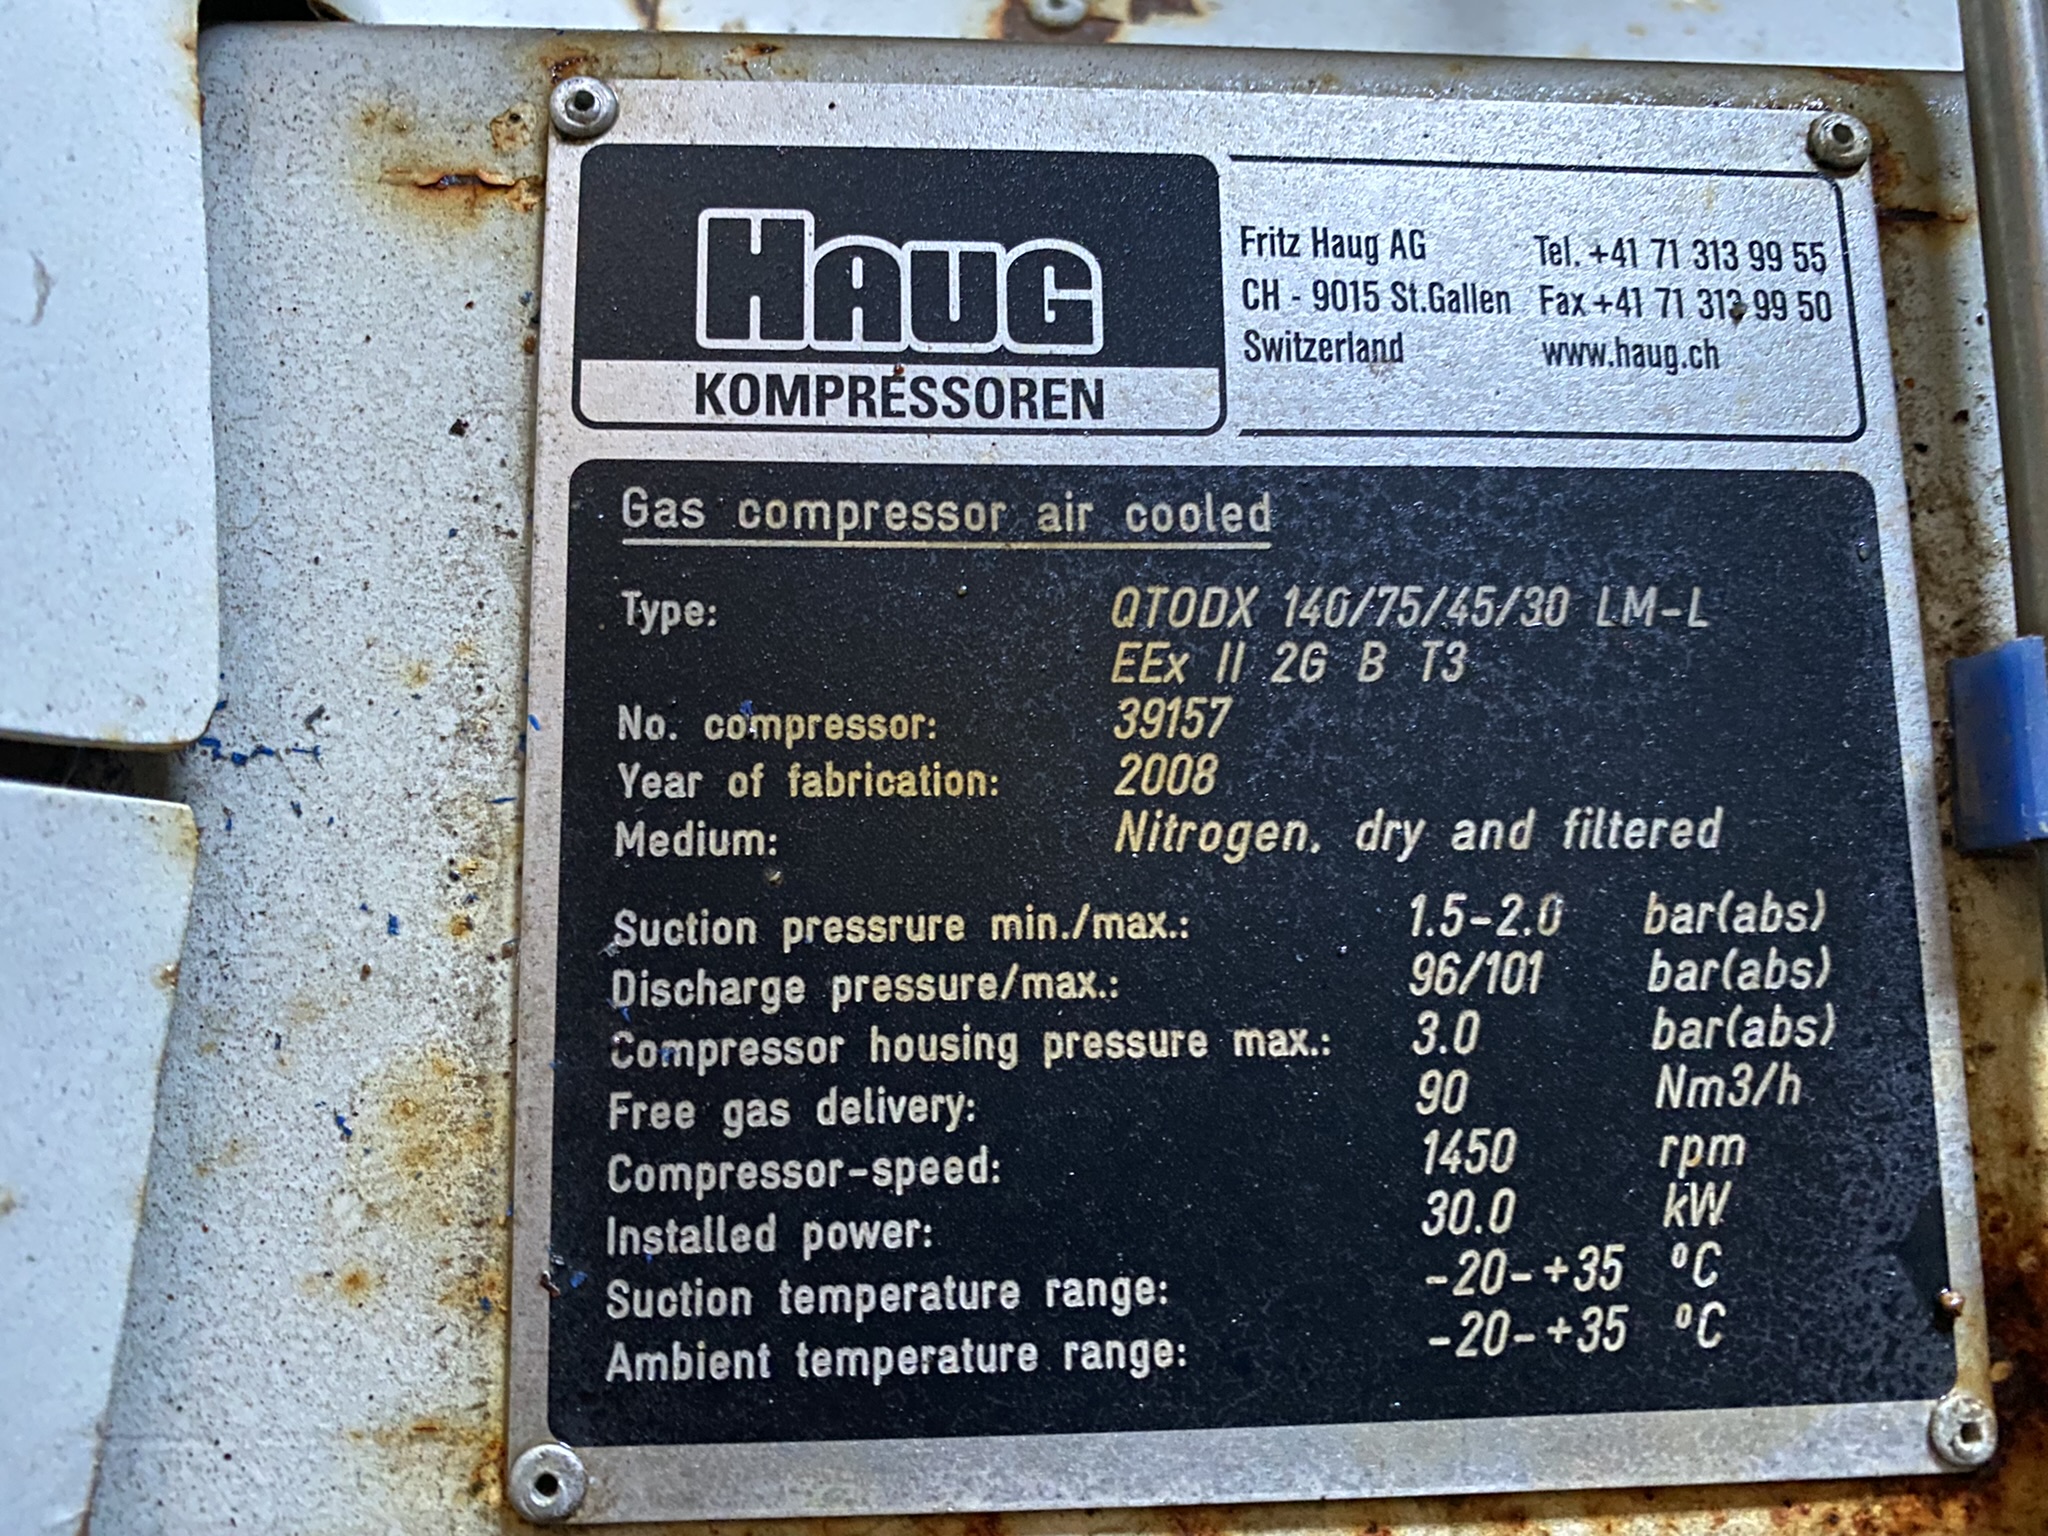 HAUG
KOMPRESSOREN
Fritz Haug AG
CH - 9015 St.Gallen
Switzerland
Tel. +41 71 313 99 55
Fax +41 71 313 99 50
www.haug.ch
Gas compressor air cooled
Type: QTODX 140/75/45/30 LM-L
EEx II 2G B T3
No. compressor: 39157
Year of fabrication: 2008
Medium: Nitrogen, dry and filtered
Suction pressrure min./max.: 1.5-2.0 bar(abs)
Discharge pressure/max.: 96/101 bar(abs)
Compressor housing pressure max.: 3.0 bar(abs)
Free gas delivery: 90 Nm3/h
Compressor-speed: 1450 rpm
Installed power: 30.0 kW
Suction temperature range: -20-+35 °C
Ambient temperature range: -20-+35 °C